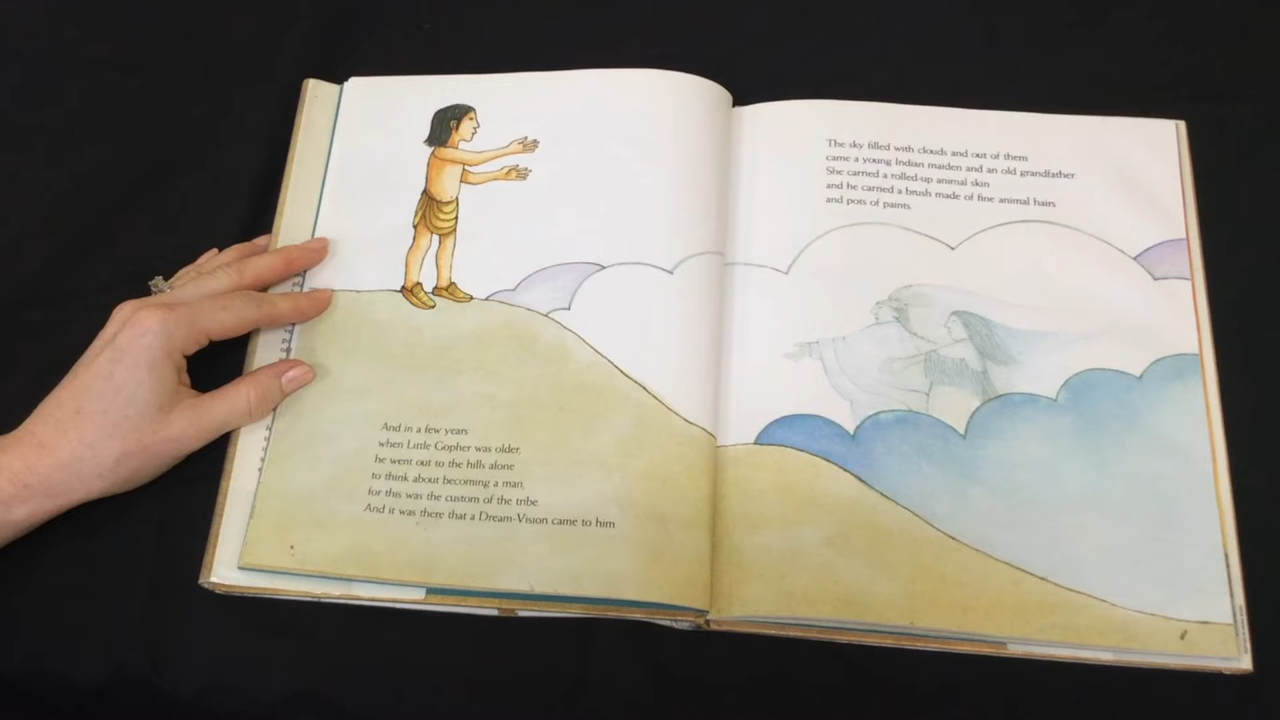 And in a few years
when Little Gopher was older,
he went out to the hills alone
to think about becoming a man,
for this was the custom of the tribe.
And it was there that a Dream-Vision came to him
The sky filled with clouds and out of them
came a young Indian maiden and an old grandfather
She carried a rolled-up animal skin
and he carried a brush made of fine animal hairs
and pots of paints